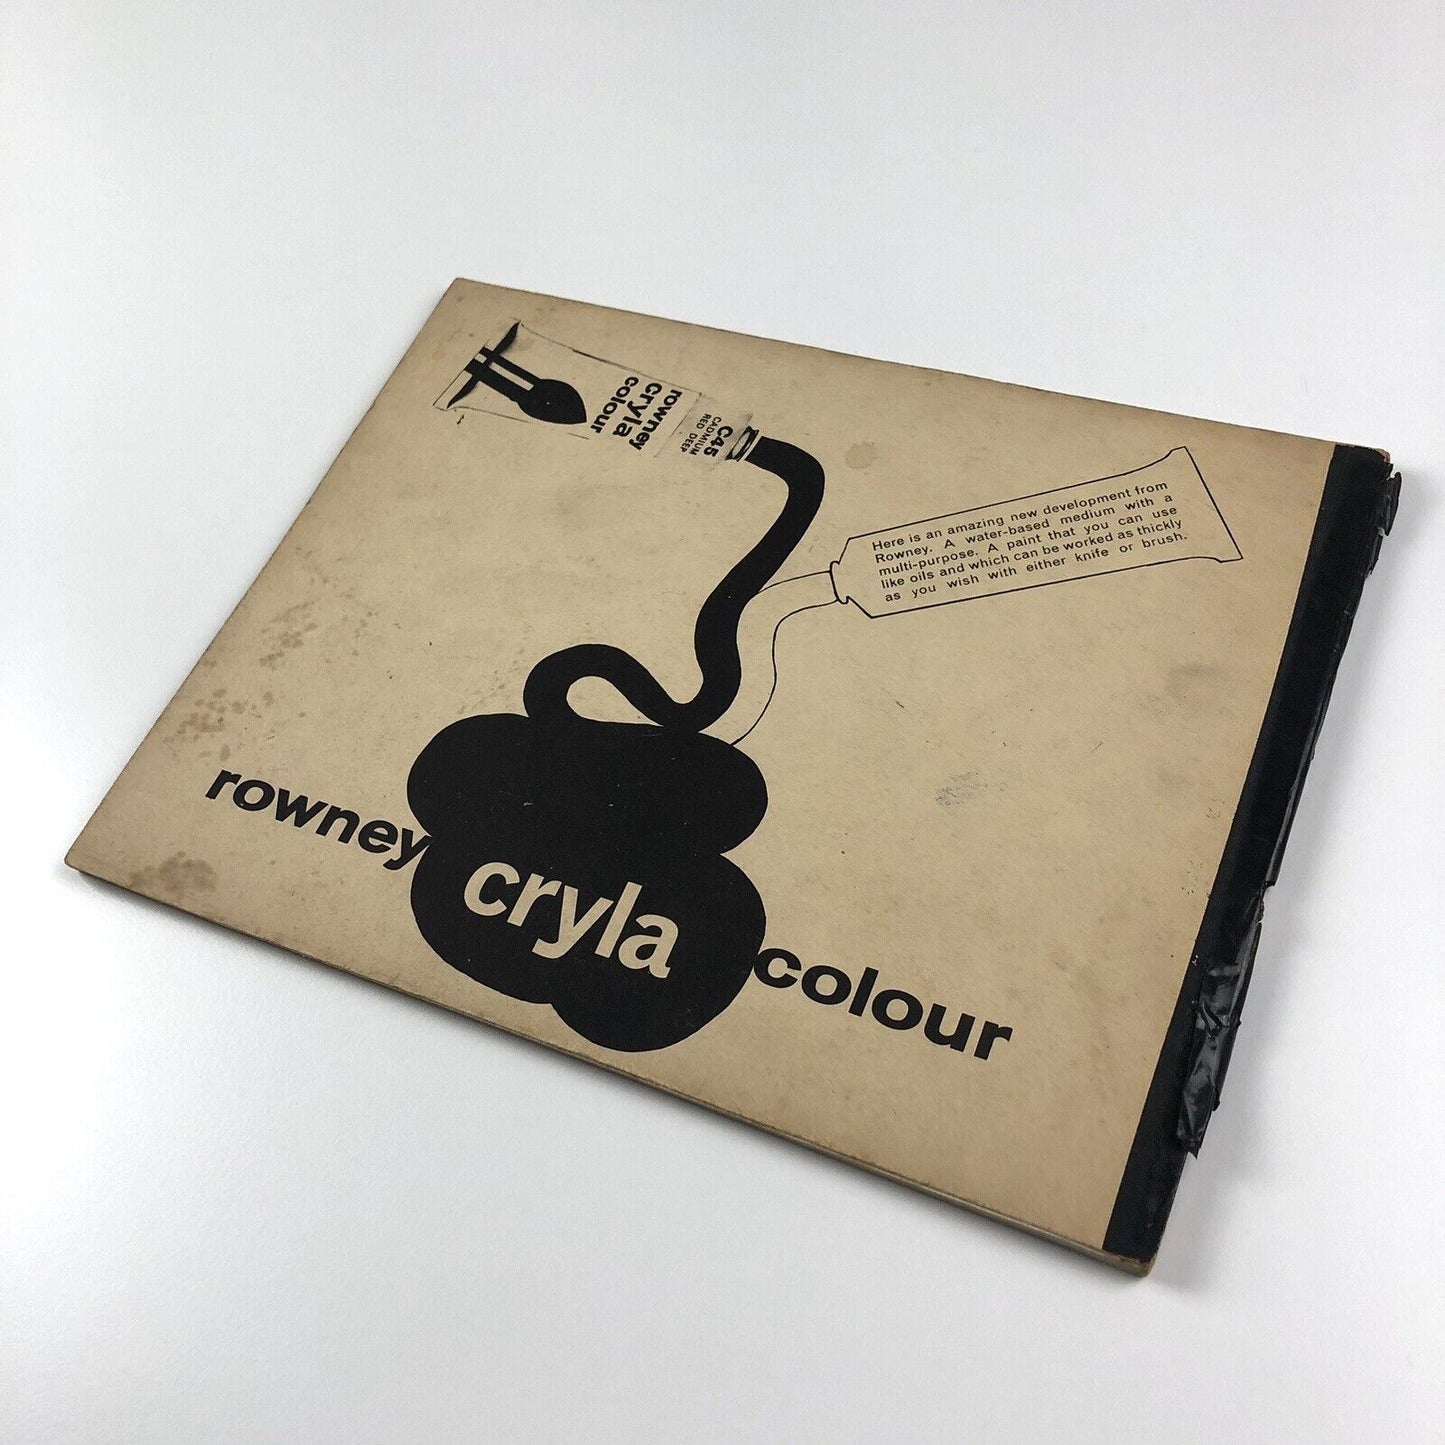 rowney
cryla
colour
C45
CADMIUM
RED DEEP
Here is an amazing new development from
Rowney. A water-based medium with a
multi-purpose. A paint that you can use
like oils and which can be worked as thickly
as you wish with either knife or brush.
rowney cryla colour